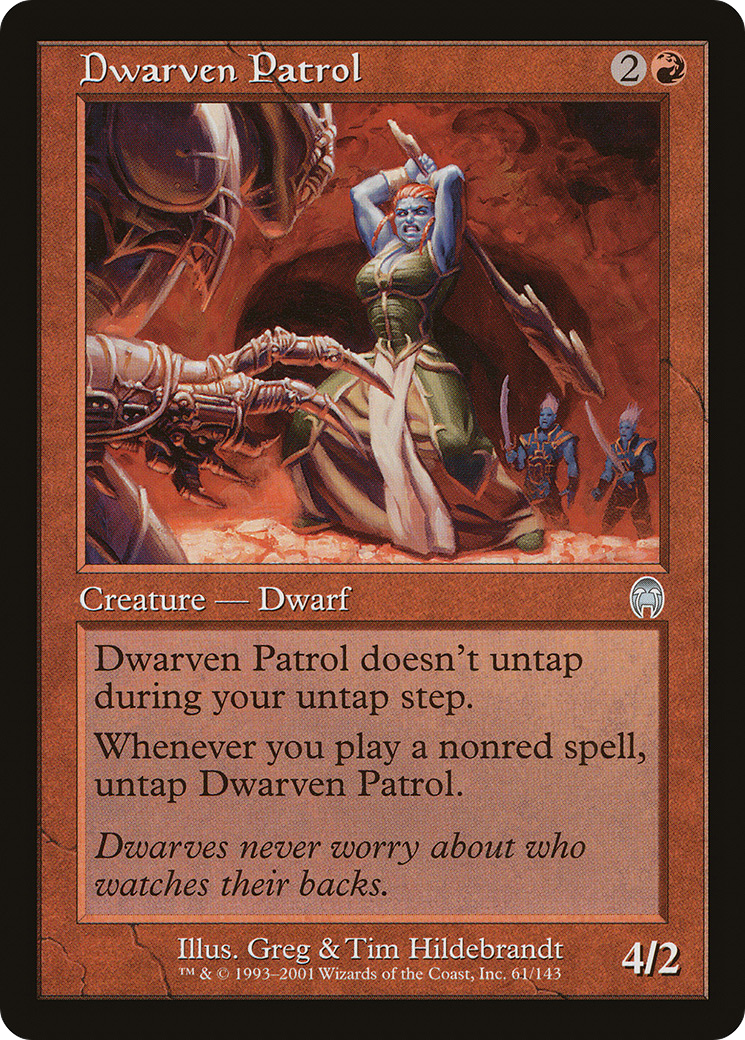 Dwarven Patrol 2
Creature — Dwarf
Dwarven Patrol doesn't untap
during your untap step.
Whenever you play a nonred spell,
untap Dwarven Patrol.
Dwarves never worry about who
watches their backs.
Illus. Greg & Tim Hildebrandt
™ & © 1993–2001 Wizards of the Coast, Inc. 61/143
4/2